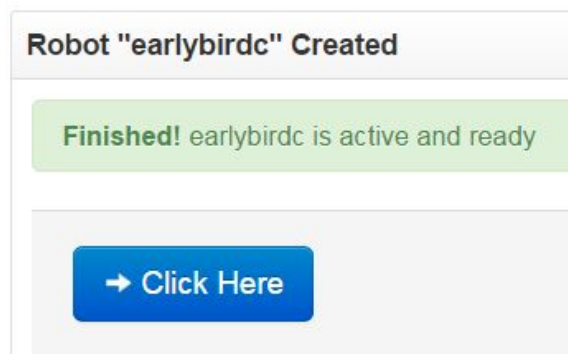 Robot "earlybirdc" Created
Finished! earlybirdc is active and ready
Click Here